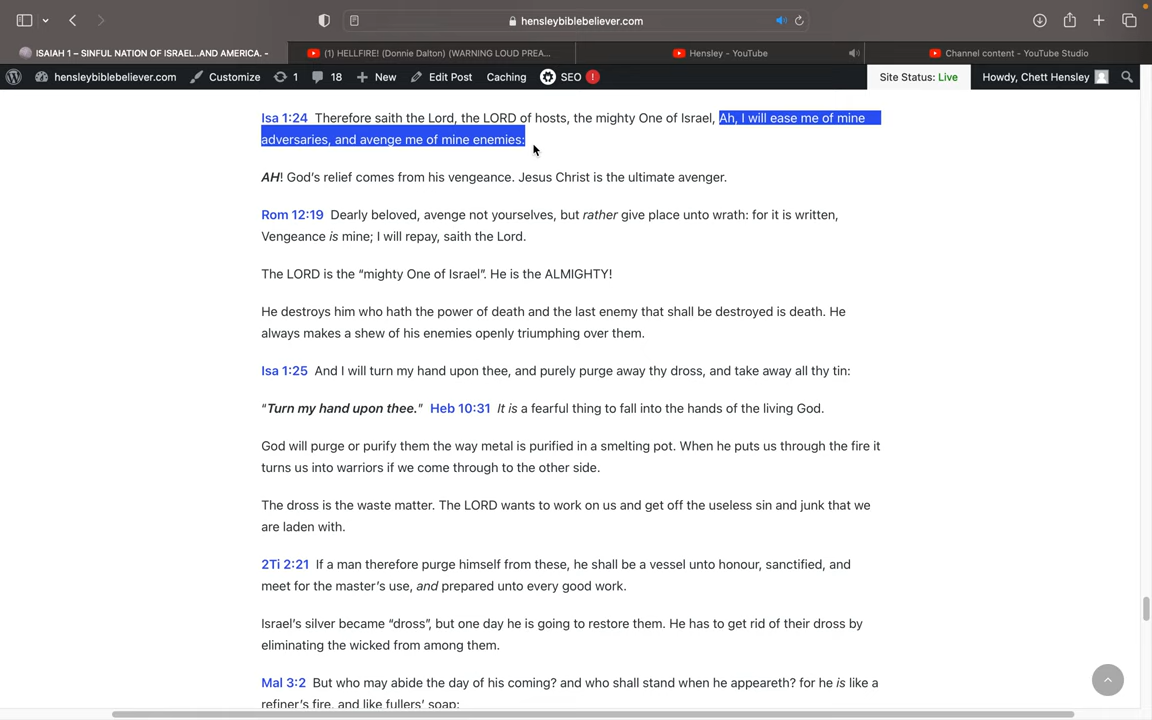 hensleybiblebeliever.com
ISAIAH 1 – SINFUL NATION OF ISRAEL..AND AMERICA. -
(1) HELLFIRE! (Donnie Dalton) (WARNING LOUD PREA...
Hensley - YouTube
Channel content - YouTube Studio
hensleybiblebeliever.com Customize 1 18 New Edit Post Caching SEO ! Site Status: Live Howdy, Chett Hensley
Isa 1:24 Therefore saith the Lord, the LORD of hosts, the mighty One of Israel, Ah, I will ease me of mine
adversaries, and avenge me of mine enemies:
AH! God's relief comes from his vengeance. Jesus Christ is the ultimate avenger.
Rom 12:19 Dearly beloved, avenge not yourselves, but rather give place unto wrath: for it is written,
Vengeance is mine; I will repay, saith the Lord.
The LORD is the “mighty One of Israel”. He is the ALMIGHTY!
He destroys him who hath the power of death and the last enemy that shall be destroyed is death. He
always makes a shew of his enemies openly triumphing over them.
Isa 1:25 And I will turn my hand upon thee, and purely purge away thy dross, and take away all thy tin:
“Turn my hand upon thee.” Heb 10:31 It is a fearful thing to fall into the hands of the living God.
God will purge or purify them the way metal is purified in a smelting pot. When he puts us through the fire it
turns us into warriors if we come through to the other side.
The dross is the waste matter. The LORD wants to work on us and get off the useless sin and junk that we
are laden with.
2Ti 2:21 If a man therefore purge himself from these, he shall be a vessel unto honour, sanctified, and
meet for the master's use, and prepared unto every good work.
Israel's silver became “dross”, but one day he is going to restore them. He has to get rid of their dross by
eliminating the wicked from among them.
Mal 3:2 But who may abide the day of his coming? and who shall stand when he appeareth? for he is like a
refiner's fire, and like fullers' soap: